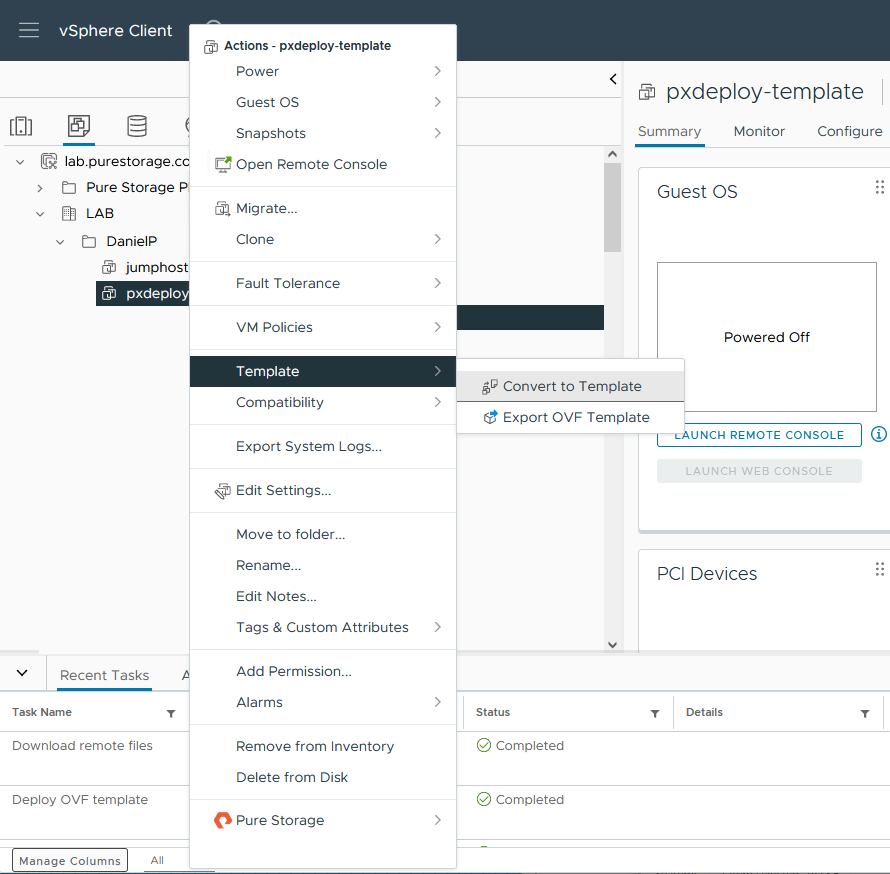 vSphere Client
Actions - pxdeploy-template
Power
Guest OS
Snapshots
Open Remote Console
Migrate...
Clone
Fault Tolerance
VM Policies
Template
Compatibility
Export System Logs...
Edit Settings...
Move to folder...
Rename...
Edit Notes...
Tags & Custom Attributes
Add Permission...
Alarms
Remove from Inventory
Delete from Disk
Pure Storage
Convert to Template
Export OVF Template
lab.purestorage.co
Pure Storage P
LAB
DanielP
jumphost
pxdeploy
pxdeploy-template
Summary
Monitor
Configure
Guest OS
Powered Off
LAUNCH REMOTE CONSOLE
LAUNCH WEB CONSOLE
PCI Devices
Recent Tasks
A
Task Name
Status
Details
Download remote files
Completed
Deploy OVF template
Completed
Manage Columns
All